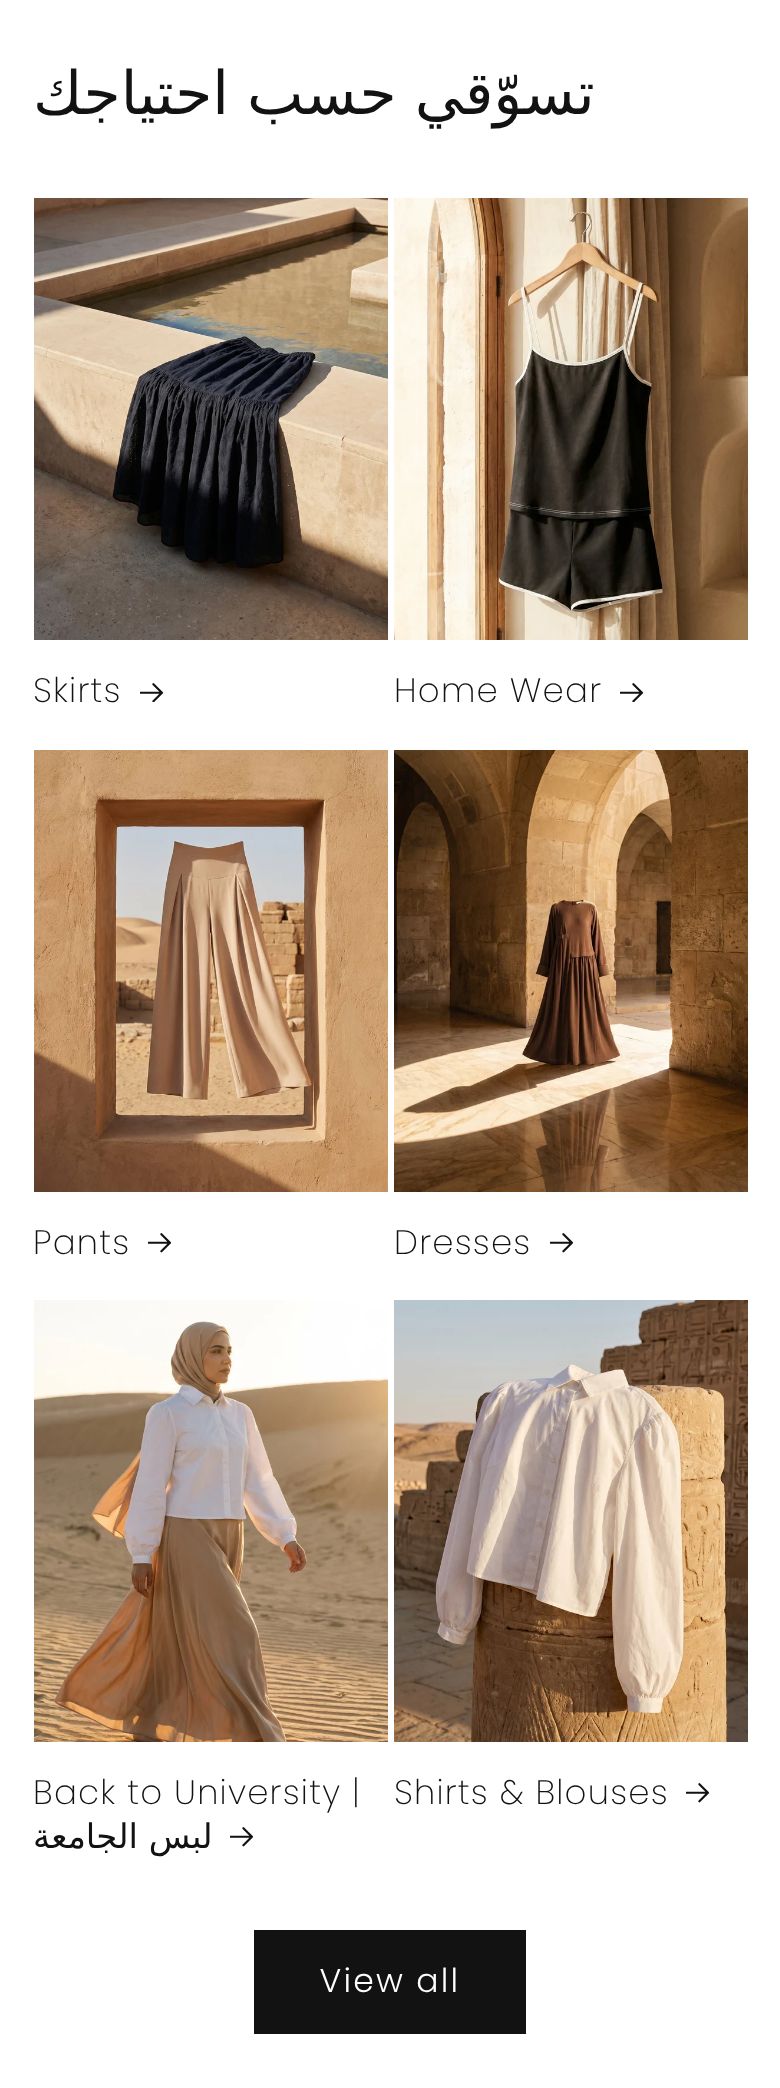 تسوّقي حسب احتياجك
Skirts →
Home Wear →
Pants →
Dresses →
Back to University |
لبس الجامعة →
Shirts & Blouses →
View all